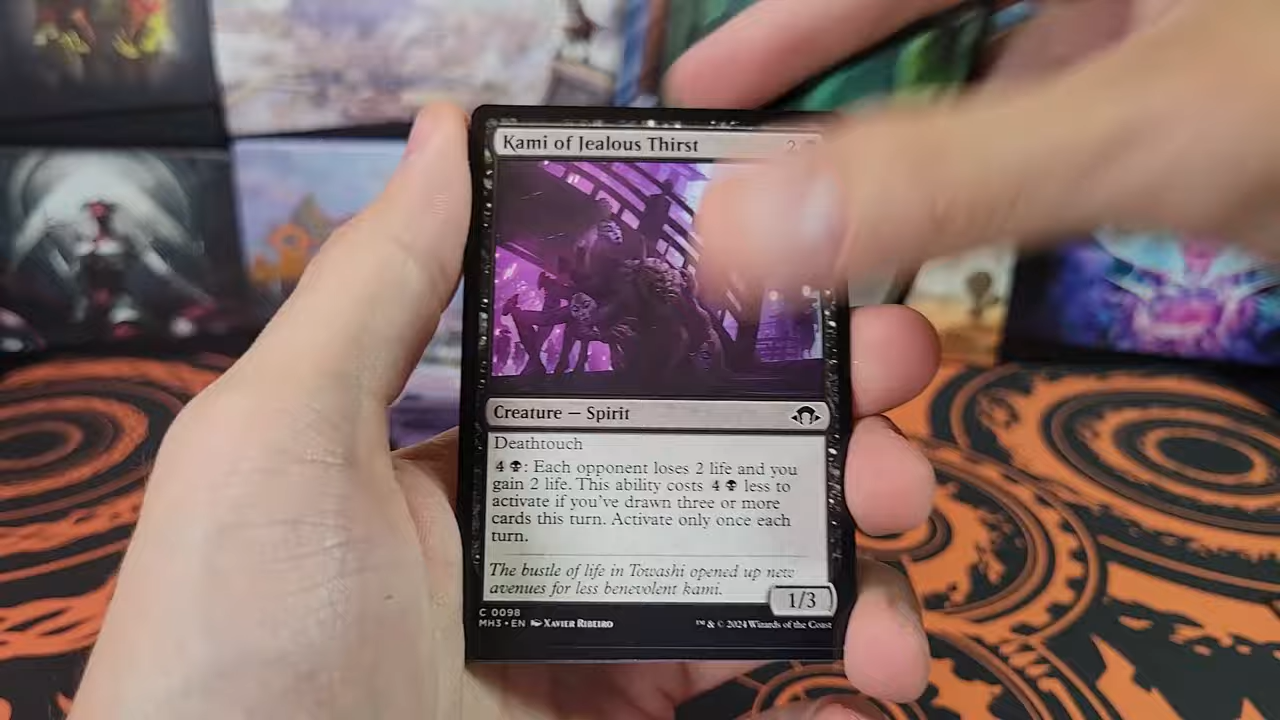 Kami of Jealous Thirst 2
Creature — Spirit
Deathtouch
4 : Each opponent loses 2 life and you
gain 2 life. This ability costs 4 less to
activate if you've drawn three or more
cards this turn. Activate only once each
turn.
The bustle of life in Towashi opened up new
avenues for less benevolent kami.
1/3
C 0098
MH3 • EN Xavier Ribeiro
™ & © 2024 Wizards of the Coast